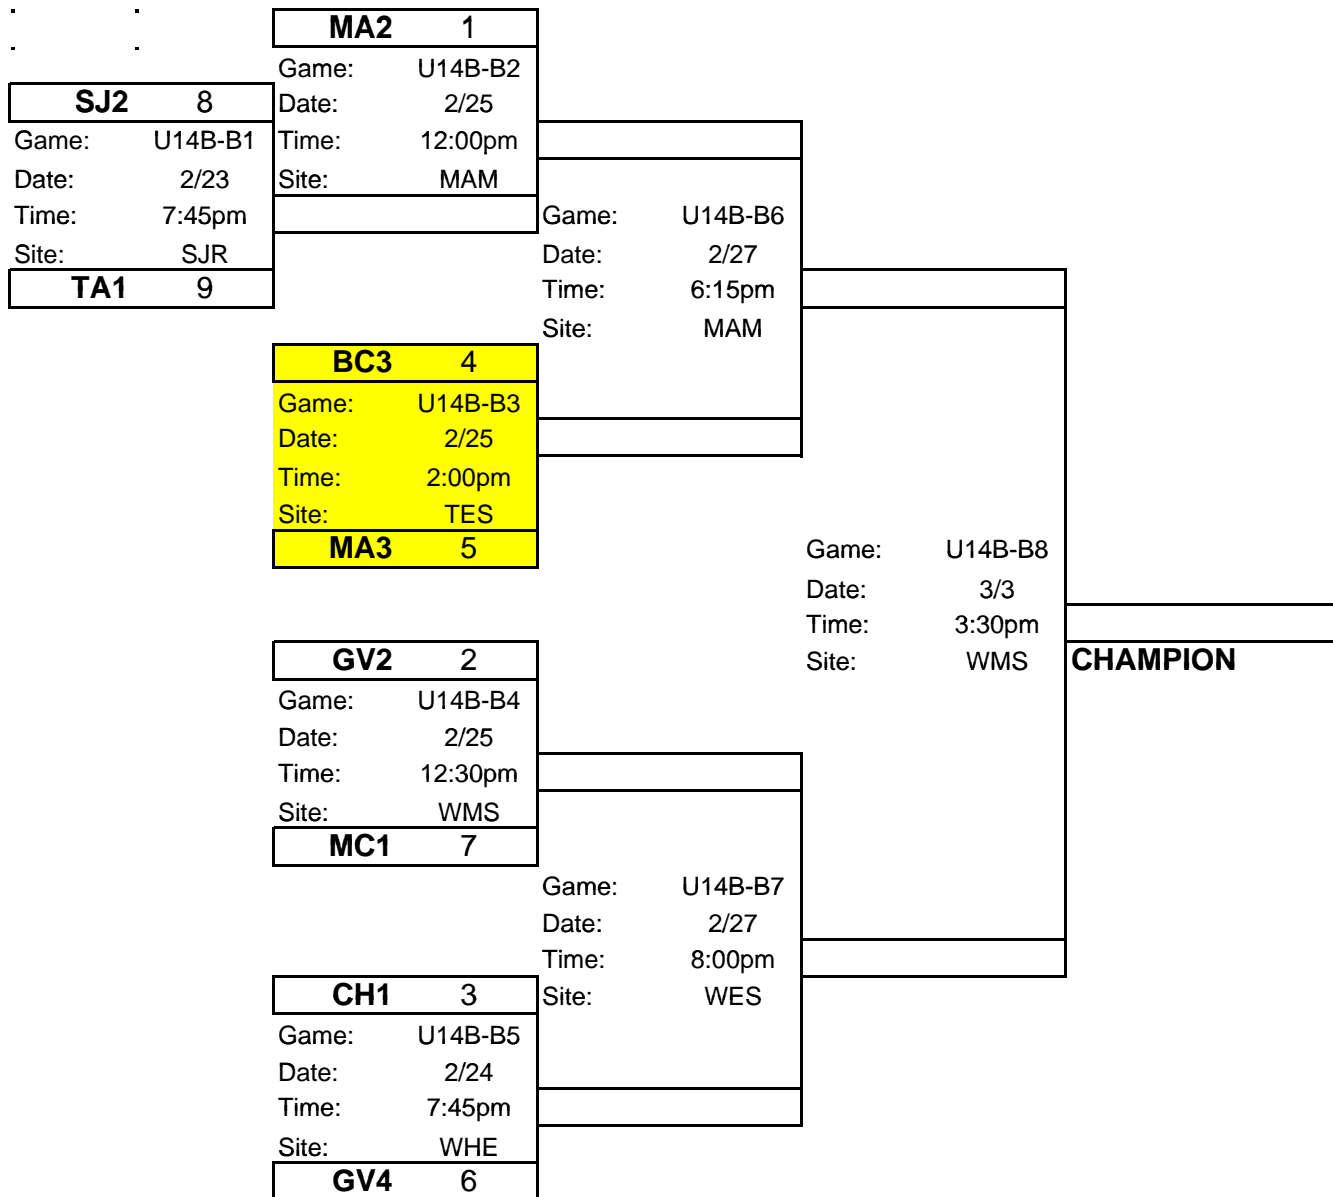 MA2 1
Game: U14B-B2
Date: 2/25
Time: 12:00pm
Site: MAM
SJ2 8
Game: U14B-B1
Date: 2/23
Time: 7:45pm
Site: SJR
TA1 9
Game: U14B-B6
Date: 2/27
Time: 6:15pm
Site: MAM
BC3 4
Game: U14B-B3
Date: 2/25
Time: 2:00pm
Site: TES
MA3 5
Game: U14B-B8
Date: 3/3
Time: 3:30pm
Site: WMS
CHAMPION
GV2 2
Game: U14B-B4
Date: 2/25
Time: 12:30pm
Site: WMS
MC1 7
Game: U14B-B7
Date: 2/27
Time: 8:00pm
Site: WES
CH1 3
Game: U14B-B5
Date: 2/24
Time: 7:45pm
Site: WHE
GV4 6